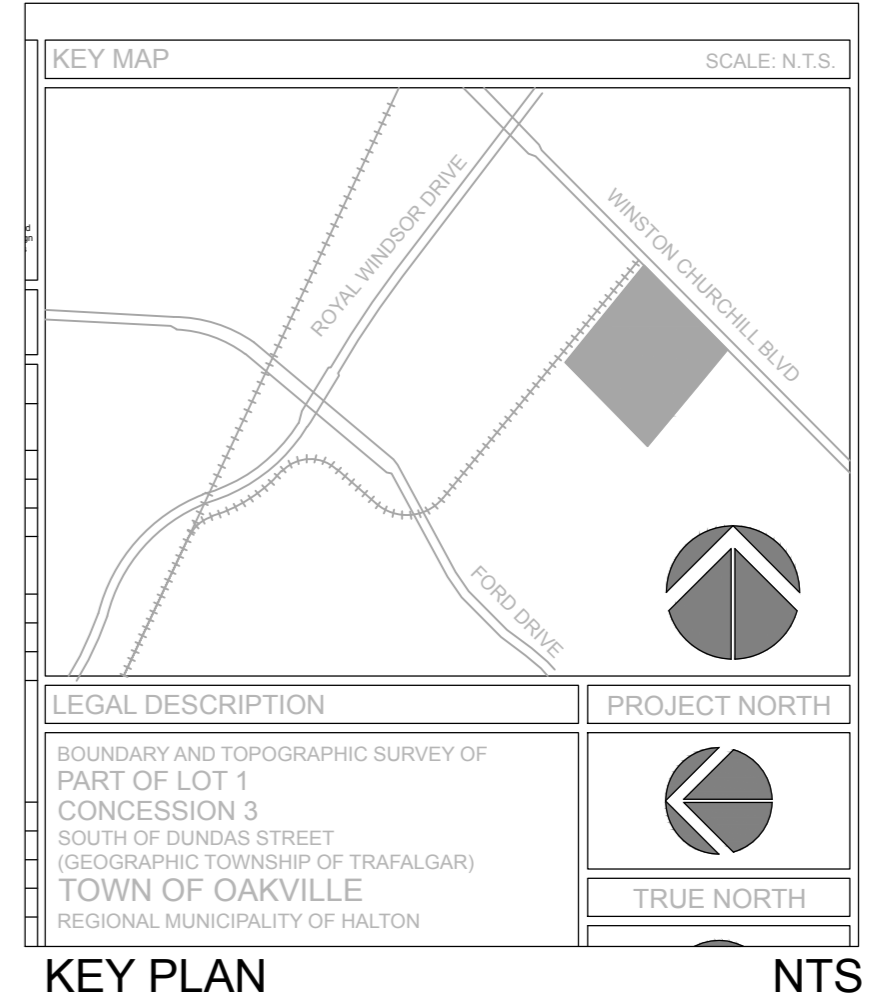 KEY MAP
SCALE: N.T.S.
ROYAL WINDSOR DRIVE
WINSTON CHURCHILL BLVD
FORD DRIVE
LEGAL DESCRIPTION
PROJECT NORTH
BOUNDARY AND TOPOGRAPHIC SURVEY OF
PART OF LOT 1
CONCESSION 3
SOUTH OF DUNDAS STREET
(GEOGRAPHIC TOWNSHIP OF TRAFALGAR)
TOWN OF OAKVILLE
REGIONAL MUNICIPALITY OF HALTON
TRUE NORTH
KEY PLAN
NTS